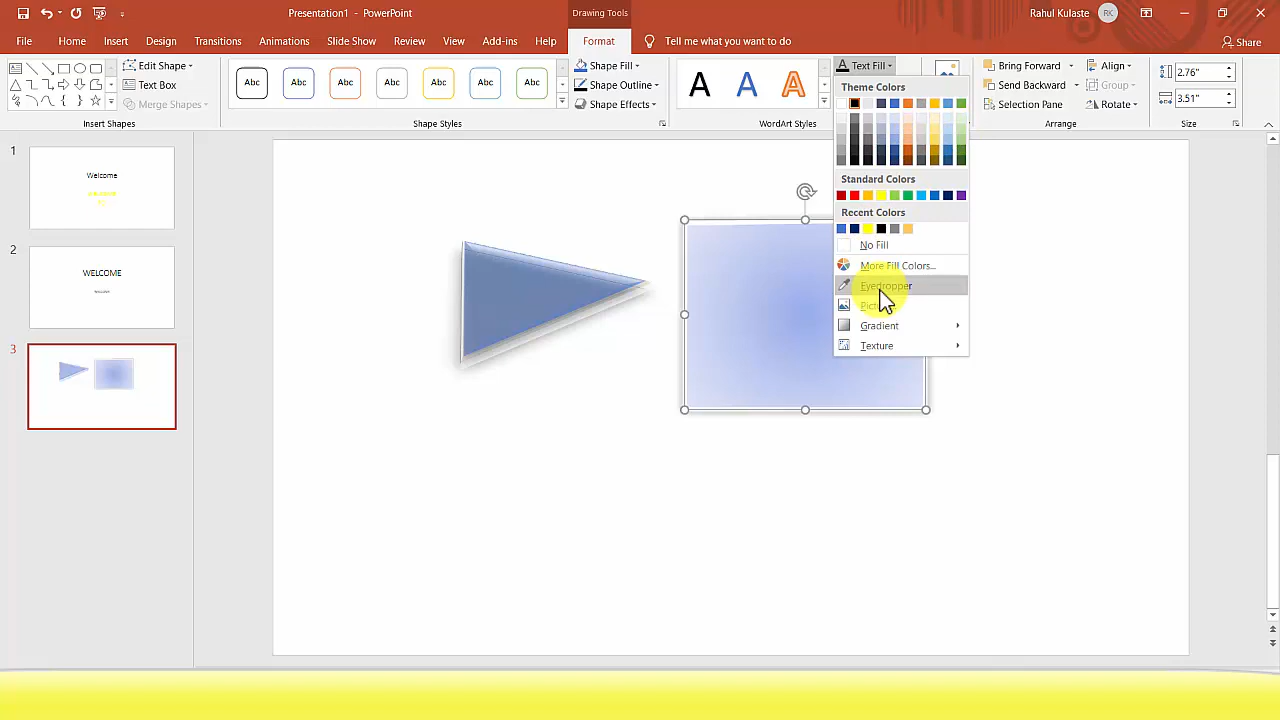 Presentation1 - PowerPoint
Drawing Tools
Rahul Kulaste
RK
File
Home
Insert
Design
Transitions
Animations
Slide Show
Review
View
Add-ins
Help
Format
Tell me what you want to do
Share
Edit Shape
Text Box
Merge Shapes
Insert Shapes
Abc
Abc
Abc
Abc
Abc
Abc
Abc
Shape Styles
Shape Fill
Shape Outline
Shape Effects
A
A
A
WordArt Styles
Text Fill
Bring Forward
Send Backward
Selection Pane
Align
Group
Rotate
Arrange
2.76"
3.51"
Size
Theme Colors
Standard Colors
Recent Colors
No Fill
More Fill Colors...
Eyedropper
Gradient
Texture
1
Welcome
2
WELCOME
3